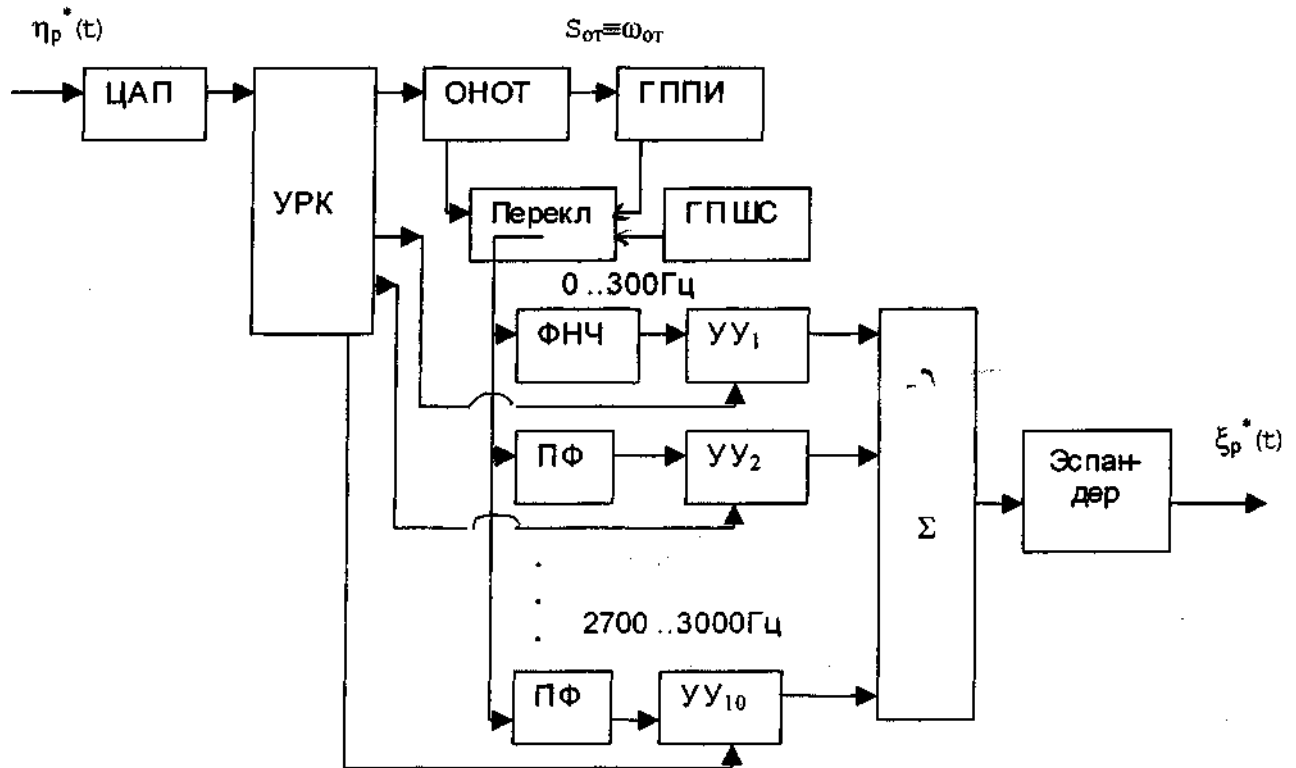 ηₚ*(t)
Sот≡ωот
ЦАП
УРК
ОНОТ
ГППИ
Перекл
ГПШС
0 ..300Гц
ФНЧ
УУ₁
ПФ
УУ₂
Σ
Эспан-
дер
ξₚ*(t)
2700 ..3000Гц
ПФ
УУ₁₀